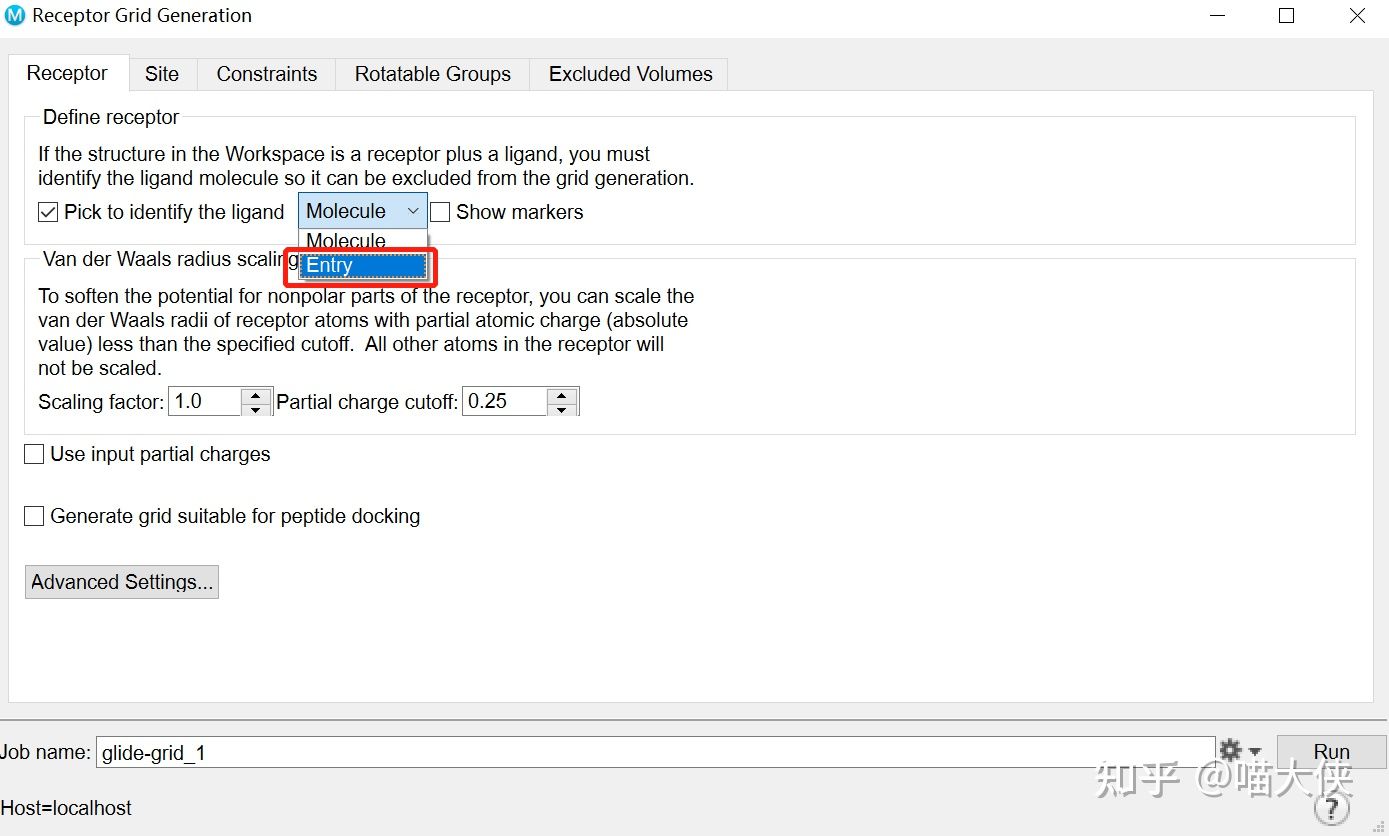 Receptor Grid Generation
Receptor Site Constraints Rotatable Groups Excluded Volumes
Define receptor
If the structure in the Workspace is a receptor plus a ligand, you must
identify the ligand molecule so it can be excluded from the grid generation.
Pick to identify the ligand Molecule Show markers
Molecule
Van der Waals radius scaling
Entry
To soften the potential for nonpolar parts of the receptor, you can scale the
van der Waals radii of receptor atoms with partial atomic charge (absolute
value) less than the specified cutoff. All other atoms in the receptor will
not be scaled.
Scaling factor: 1.0 Partial charge cutoff: 0.25
Use input partial charges
Generate grid suitable for peptide docking
Advanced Settings...
Job name: glide-grid_1 Run
知乎 @喵大侠
Host=localhost ?